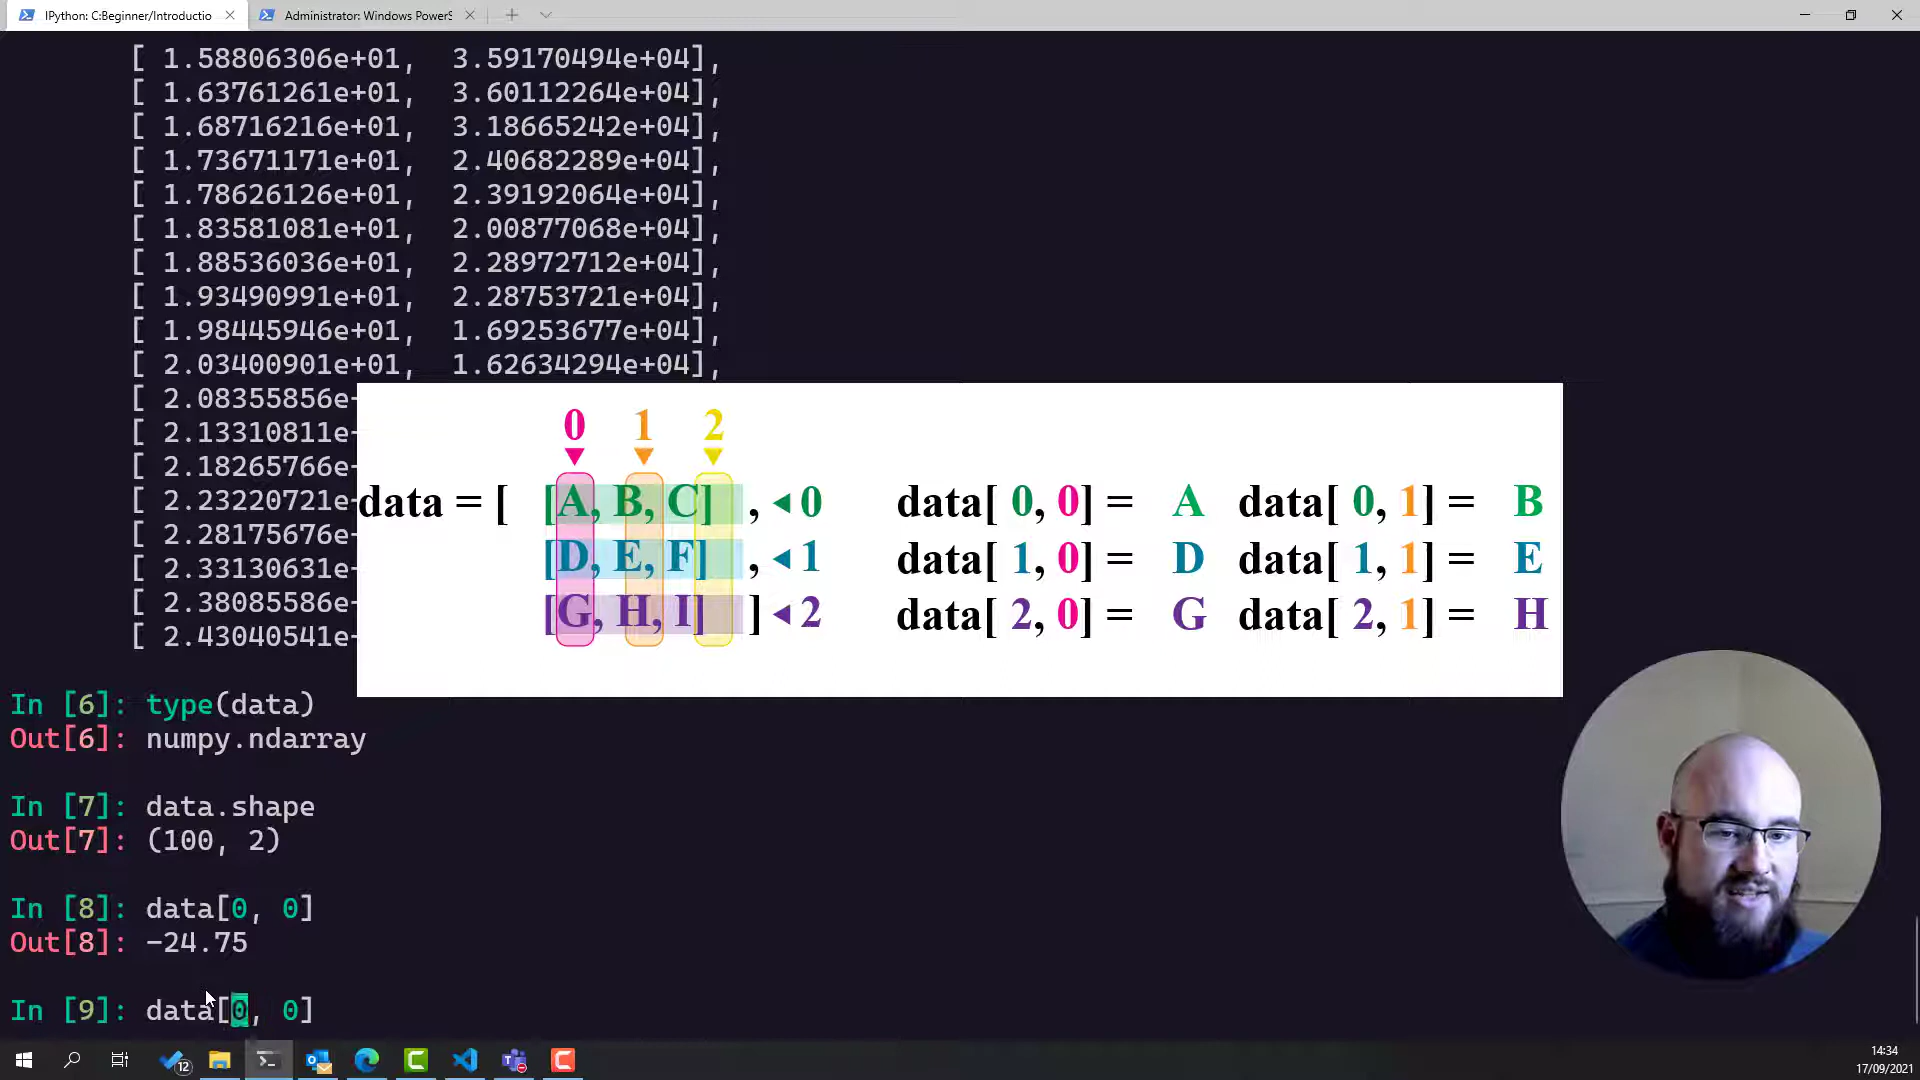 IPython: C:Beginner/Introductio
Administrator: Windows PowerS
[ 1.58806306e+01, 3.59170494e+04],
[ 1.63761261e+01, 3.60112264e+04],
[ 1.68716216e+01, 3.18665242e+04],
[ 1.73671171e+01, 2.40682289e+04],
[ 1.78626126e+01, 2.39192064e+04],
[ 1.83581081e+01, 2.00877068e+04],
[ 1.88536036e+01, 2.28972712e+04],
[ 1.93490991e+01, 2.28753721e+04],
[ 1.98445946e+01, 1.69253677e+04],
[ 2.03400901e+01, 1.62634294e+04],
[ 2.08355856e
[ 2.13310811e
[ 2.18265766e
[ 2.23220721e
[ 2.28175676e
[ 2.33130631e
[ 2.38085586e
[ 2.43040541e
0 1 2
data = [ [A, B, C] , ◂ 0 data[ 0, 0] = A data[ 0, 1] = B
[D, E, F] , ◂ 1 data[ 1, 0] = D data[ 1, 1] = E
[G, H, I] ] ◂ 2 data[ 2, 0] = G data[ 2, 1] = H
In [6]: type(data)
Out[6]: numpy.ndarray
In [7]: data.shape
Out[7]: (100, 2)
In [8]: data[0, 0]
Out[8]: -24.75
In [9]: data[0, 0]
12
14:34
17/09/2021